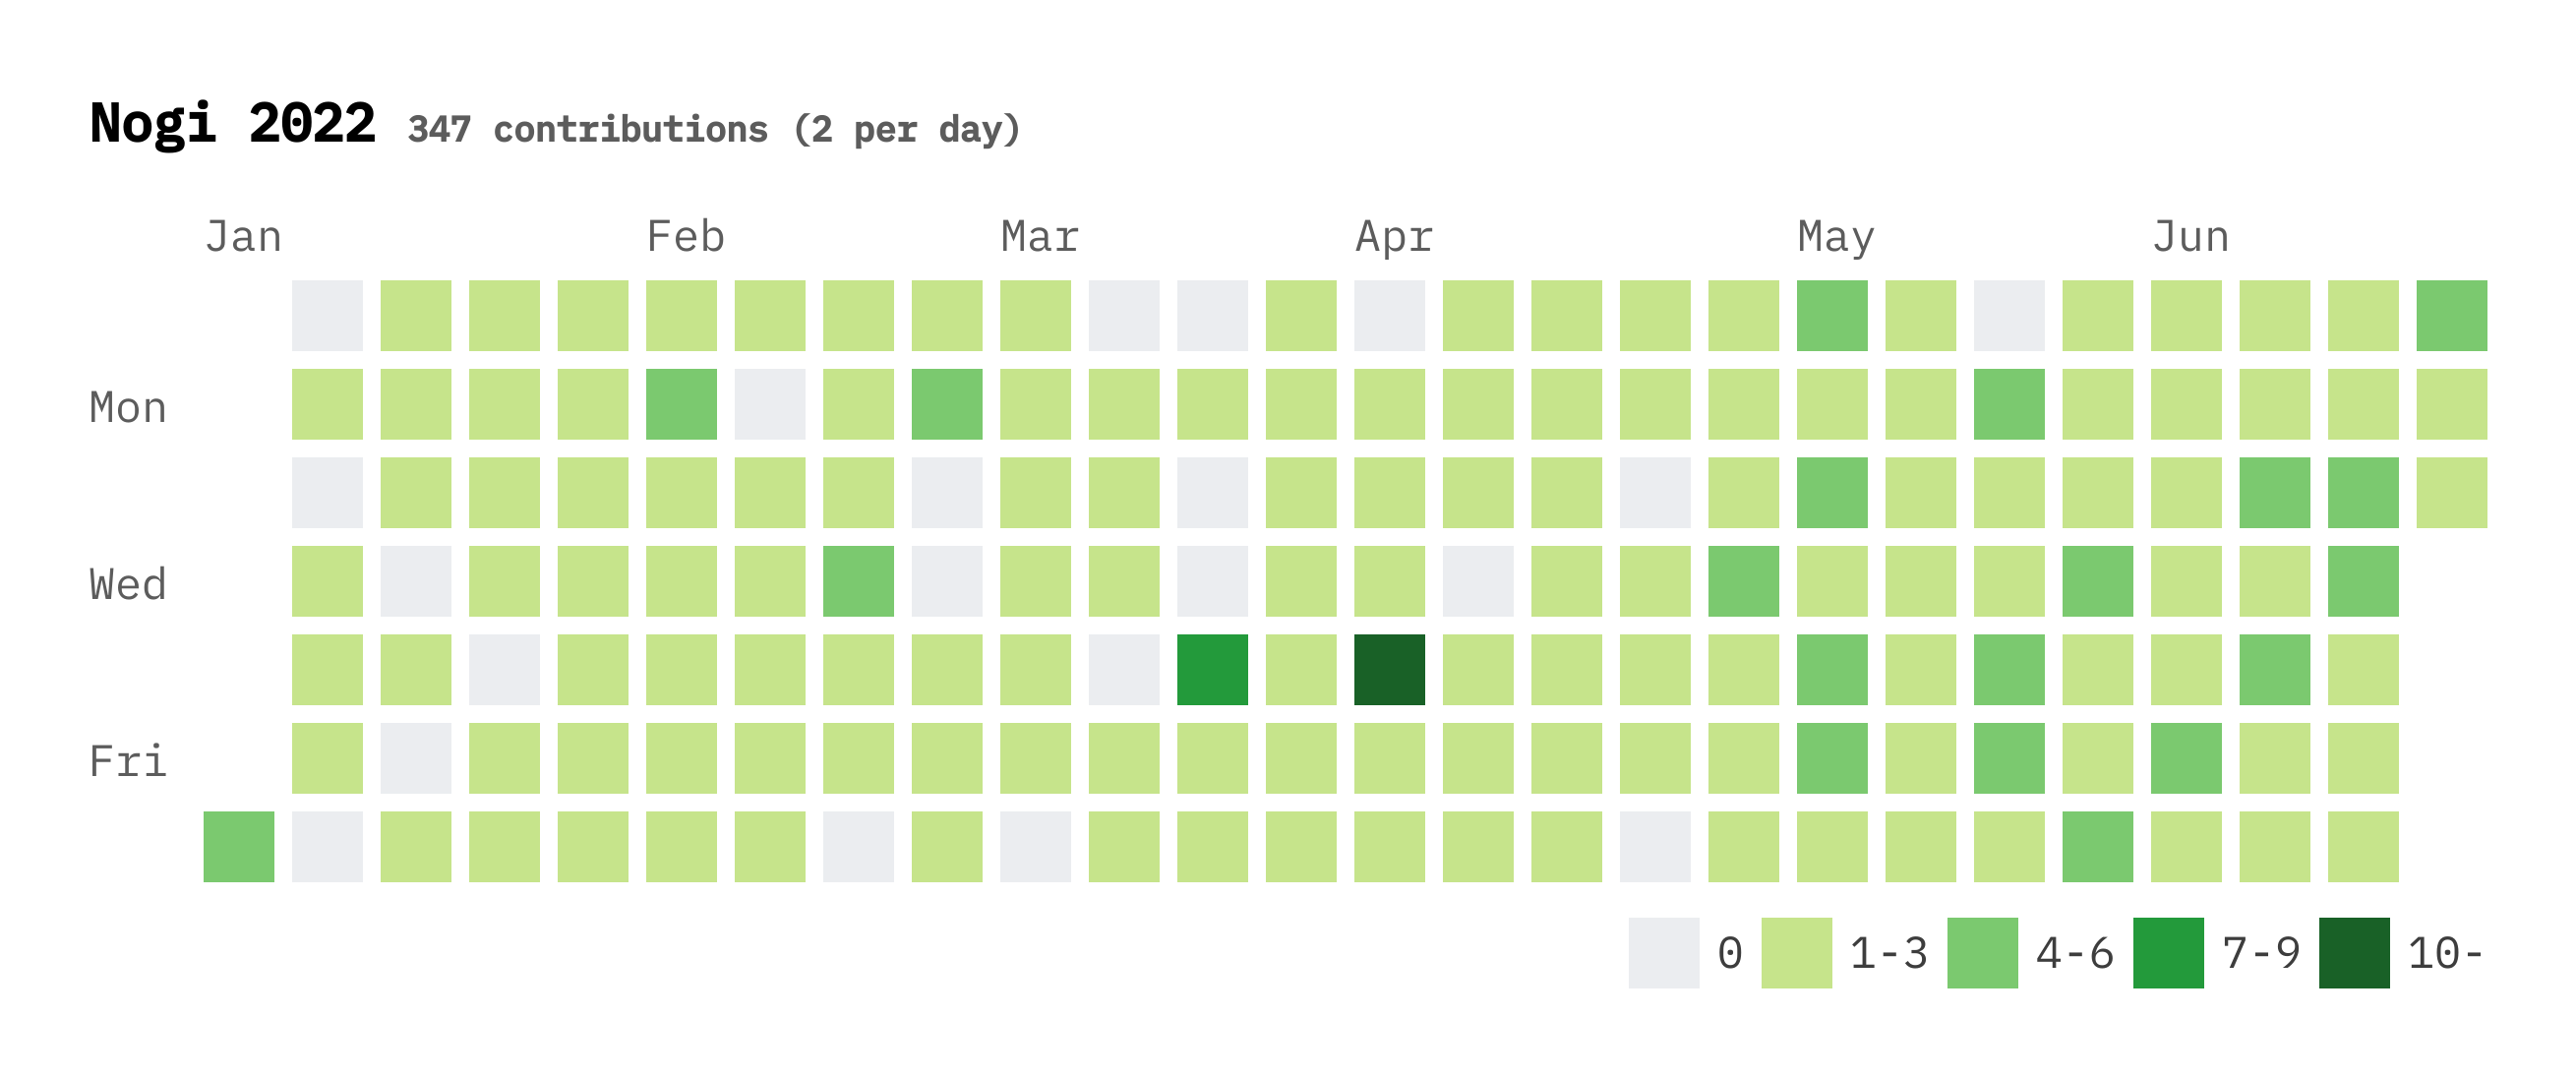 Nogi 2022 347 contributions (2 per day)
Jan Feb Mar Apr May Jun
Mon
Wed
Fri
0 1-3 4-6 7-9 10-